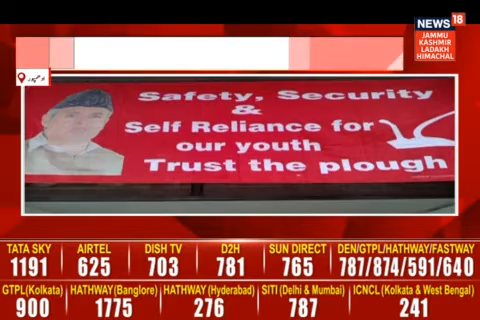 NEWS 18
JAMMU
KASHMIR
LADAKH
HIMACHAL
Safety, Security
&
Self Reliance for
our youth
Trust the plough
TATA SKY AIRTEL DISH TV D2H SUN DIRECT DEN/GTPL/HATHWAY/FASTWAY
1191 625 703 781 765 787/874/591/640
GTPL(Kolkata) HATHWAY(Banglore) HATHWAY(Hyderabad) SITI (Delhi & Mumbai) ICNCL (Kolkata & West Bengal)
900 1775 276 787 241